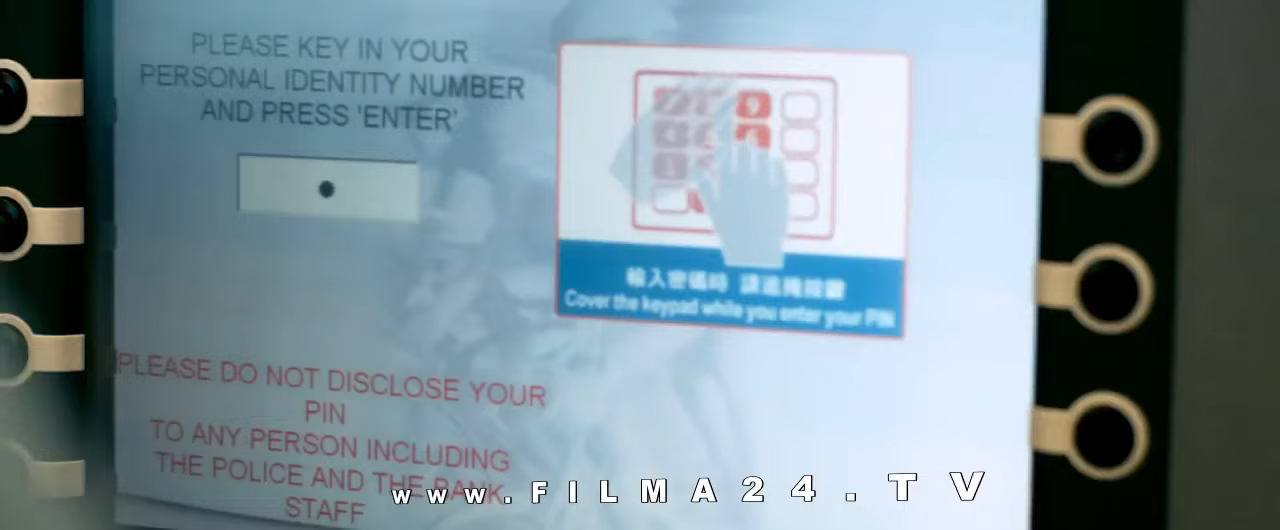 PLEASE KEY IN YOUR
PERSONAL IDENTITY NUMBER
AND PRESS 'ENTER'
9
6
輸入密碼時 請遮掩按鍵
Cover the keypad while you enter your PIN
PLEASE DO NOT DISCLOSE YOUR
PIN
TO ANY PERSON INCLUDING
THE POLICE AND THE BANK
STAFF
www.FILMA24.TV